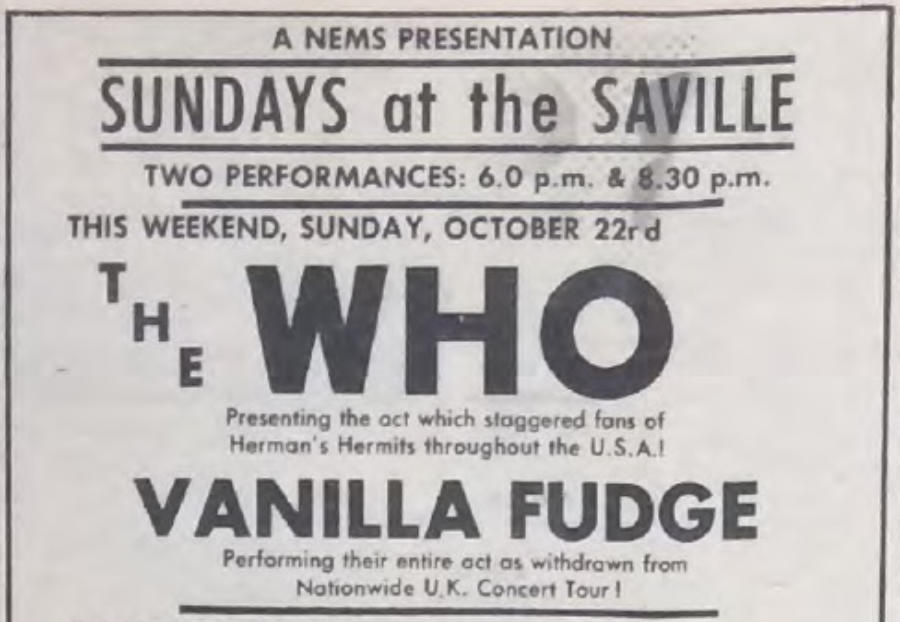 A NEMS PRESENTATION
SUNDAYS at the SAVILLE
TWO PERFORMANCES: 6.0 p.m. & 8.30 p.m.
THIS WEEKEND, SUNDAY, OCTOBER 22rd
THE WHO
Presenting the act which staggered fans of
Herman's Hermits throughout the U.S.A.!
VANILLA FUDGE
Performing their entire act as withdrawn from
Nationwide U.K. Concert Tour!